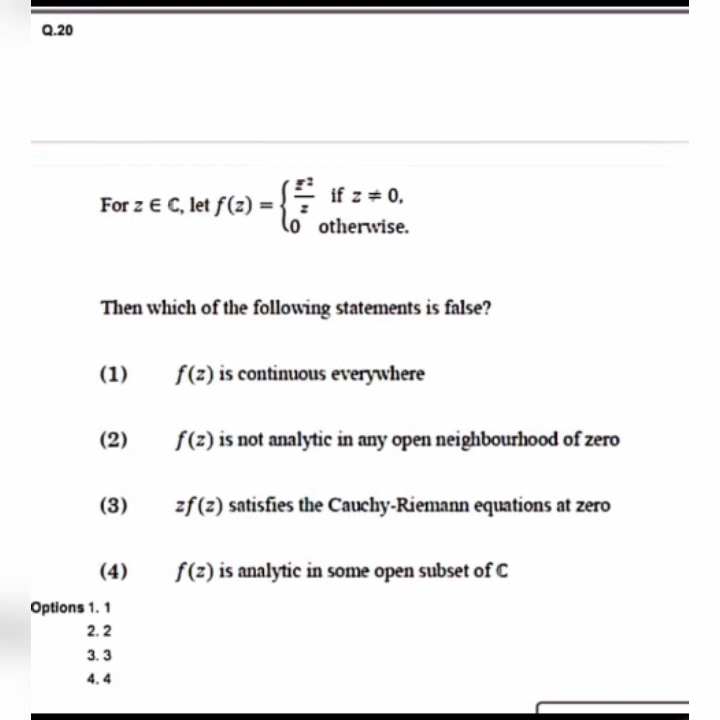 Q.20
For z ∈ ℂ, let f(z) = { z̄²/z if z ≠ 0,
0 otherwise.
Then which of the following statements is false?
(1) f(z) is continuous everywhere
(2) f(z) is not analytic in any open neighbourhood of zero
(3) zf(z) satisfies the Cauchy-Riemann equations at zero
(4) f(z) is analytic in some open subset of ℂ
Options 1. 1
2. 2
3. 3
4. 4